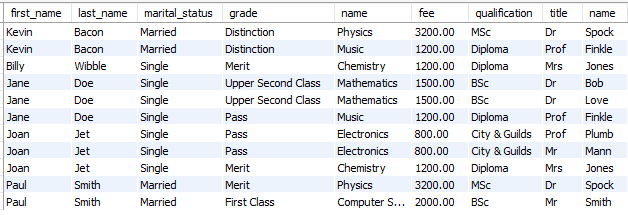 first_name last_name marital_status grade name fee qualification title name
Kevin Bacon Married Distinction Physics 3200.00 MSc Dr Spock
Kevin Bacon Married Distinction Music 1200.00 Diploma Prof Finkle
Billy Wibble Single Merit Chemistry 1200.00 Diploma Mrs Jones
Jane Doe Single Upper Second Class Mathematics 1500.00 BSc Dr Bob
Jane Doe Single Upper Second Class Mathematics 1500.00 BSc Dr Love
Jane Doe Single Pass Music 1200.00 Diploma Prof Finkle
Joan Jet Single Pass Electronics 800.00 City & Guilds Prof Plumb
Joan Jet Single Pass Electronics 800.00 City & Guilds Mr Mann
Joan Jet Single Merit Chemistry 1200.00 Diploma Mrs Jones
Paul Smith Married Merit Physics 3200.00 MSc Dr Spock
Paul Smith Married First Class Computer S... 2000.00 BSc Mr Smith